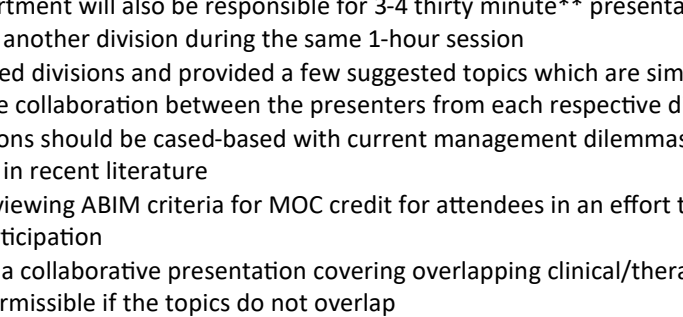 rtment will also be responsible for 3-4 thirty minute** presenta
another division during the same 1-hour session
ed divisions and provided a few suggested topics which are sim
e collaboration between the presenters from each respective d
ons should be cased-based with current management dilemmas
in recent literature
viewing ABIM criteria for MOC credit for attendees in an effort t
ticipation
a collaborative presentation covering overlapping clinical/thera
rmissible if the topics do not overlap